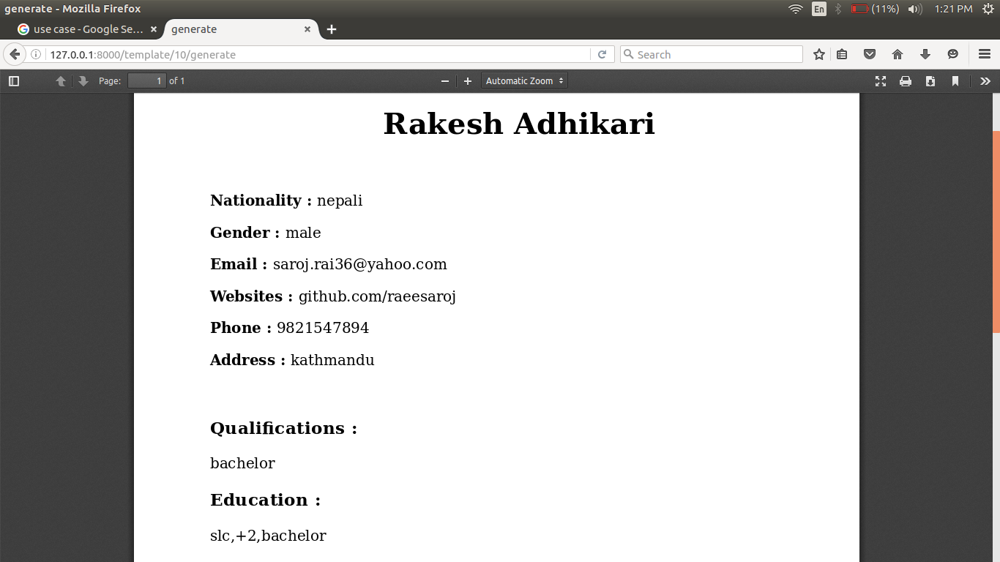 generate - Mozilla Firefox En (11%) 1:21 PM
use case - Google Se... generate
127.0.0.1:8000/template/10/generate Search
Page: 1 of 1 Automatic Zoom
Rakesh Adhikari
Nationality : nepali
Gender : male
Email : saroj.rai36@yahoo.com
Websites : github.com/raeesaroj
Phone : 9821547894
Address : kathmandu
Qualifications :
bachelor
Education :
slc,+2,bachelor